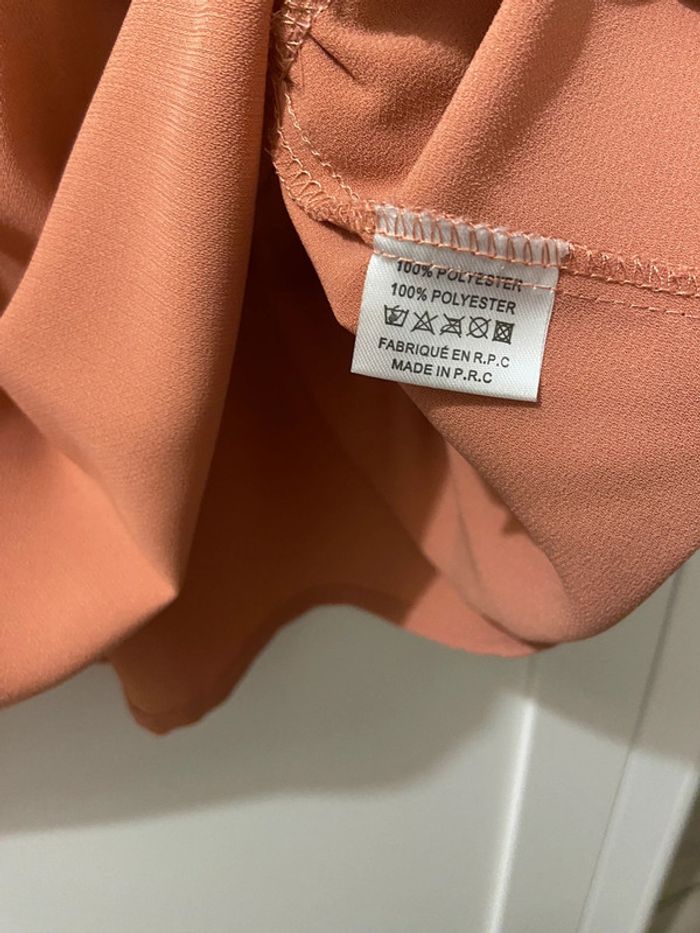 100% POLYESTER
100% POLYESTER
FABRIQUÉ EN R.P.C
MADE IN P.R.C